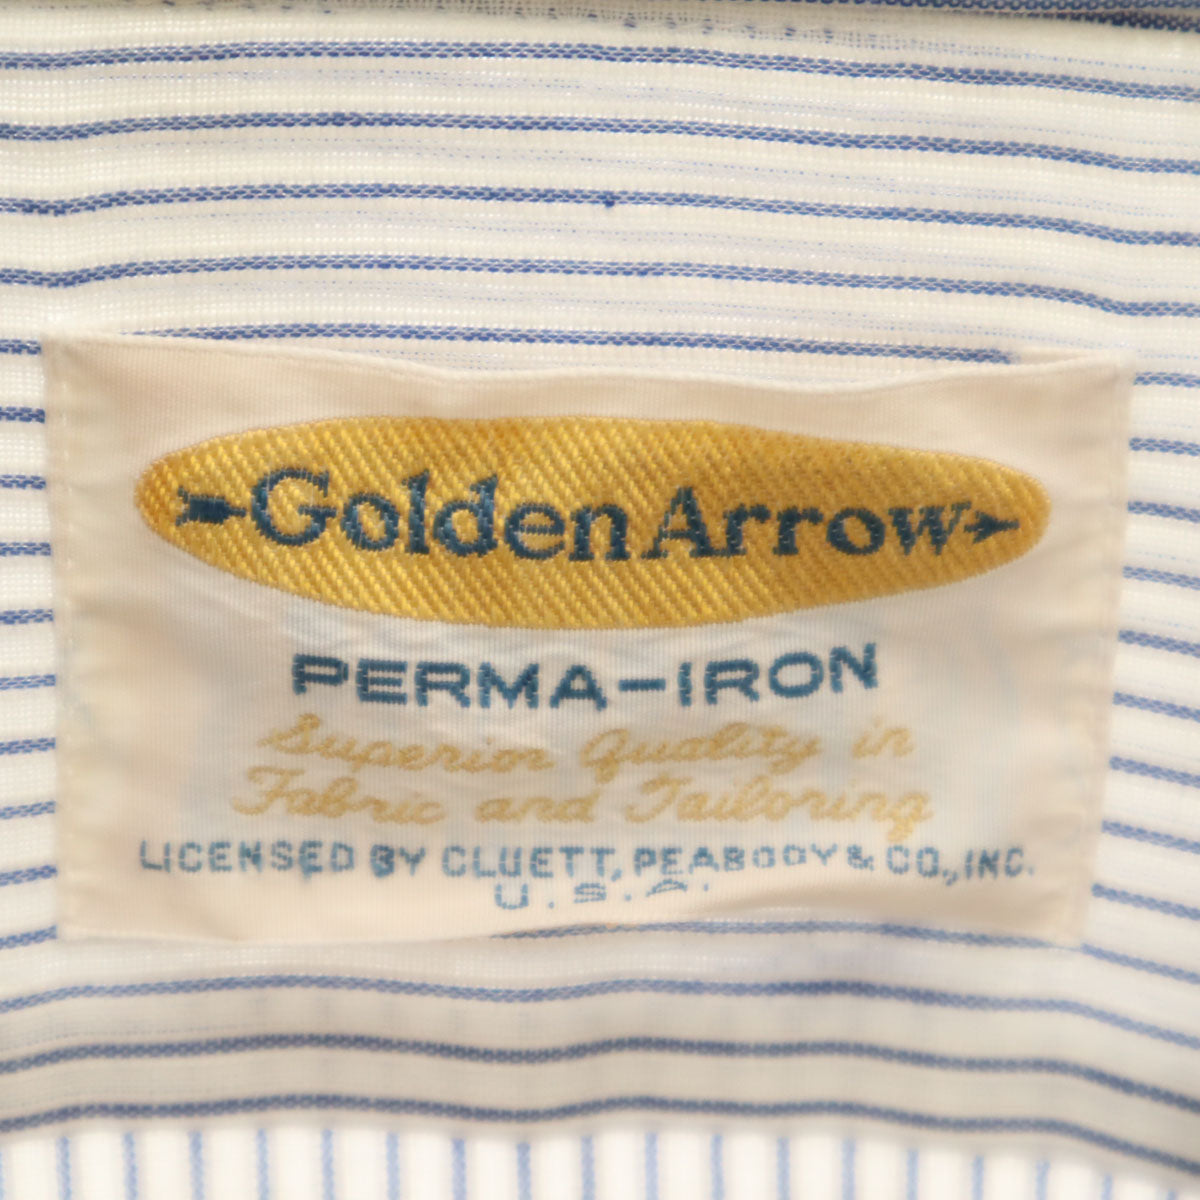 Golden Arrow
PERMA-IRON
Superior Quality in
Fabric and Tailoring
LICENSED BY CLUETT, PEABODY & CO., INC.
U.S.A.